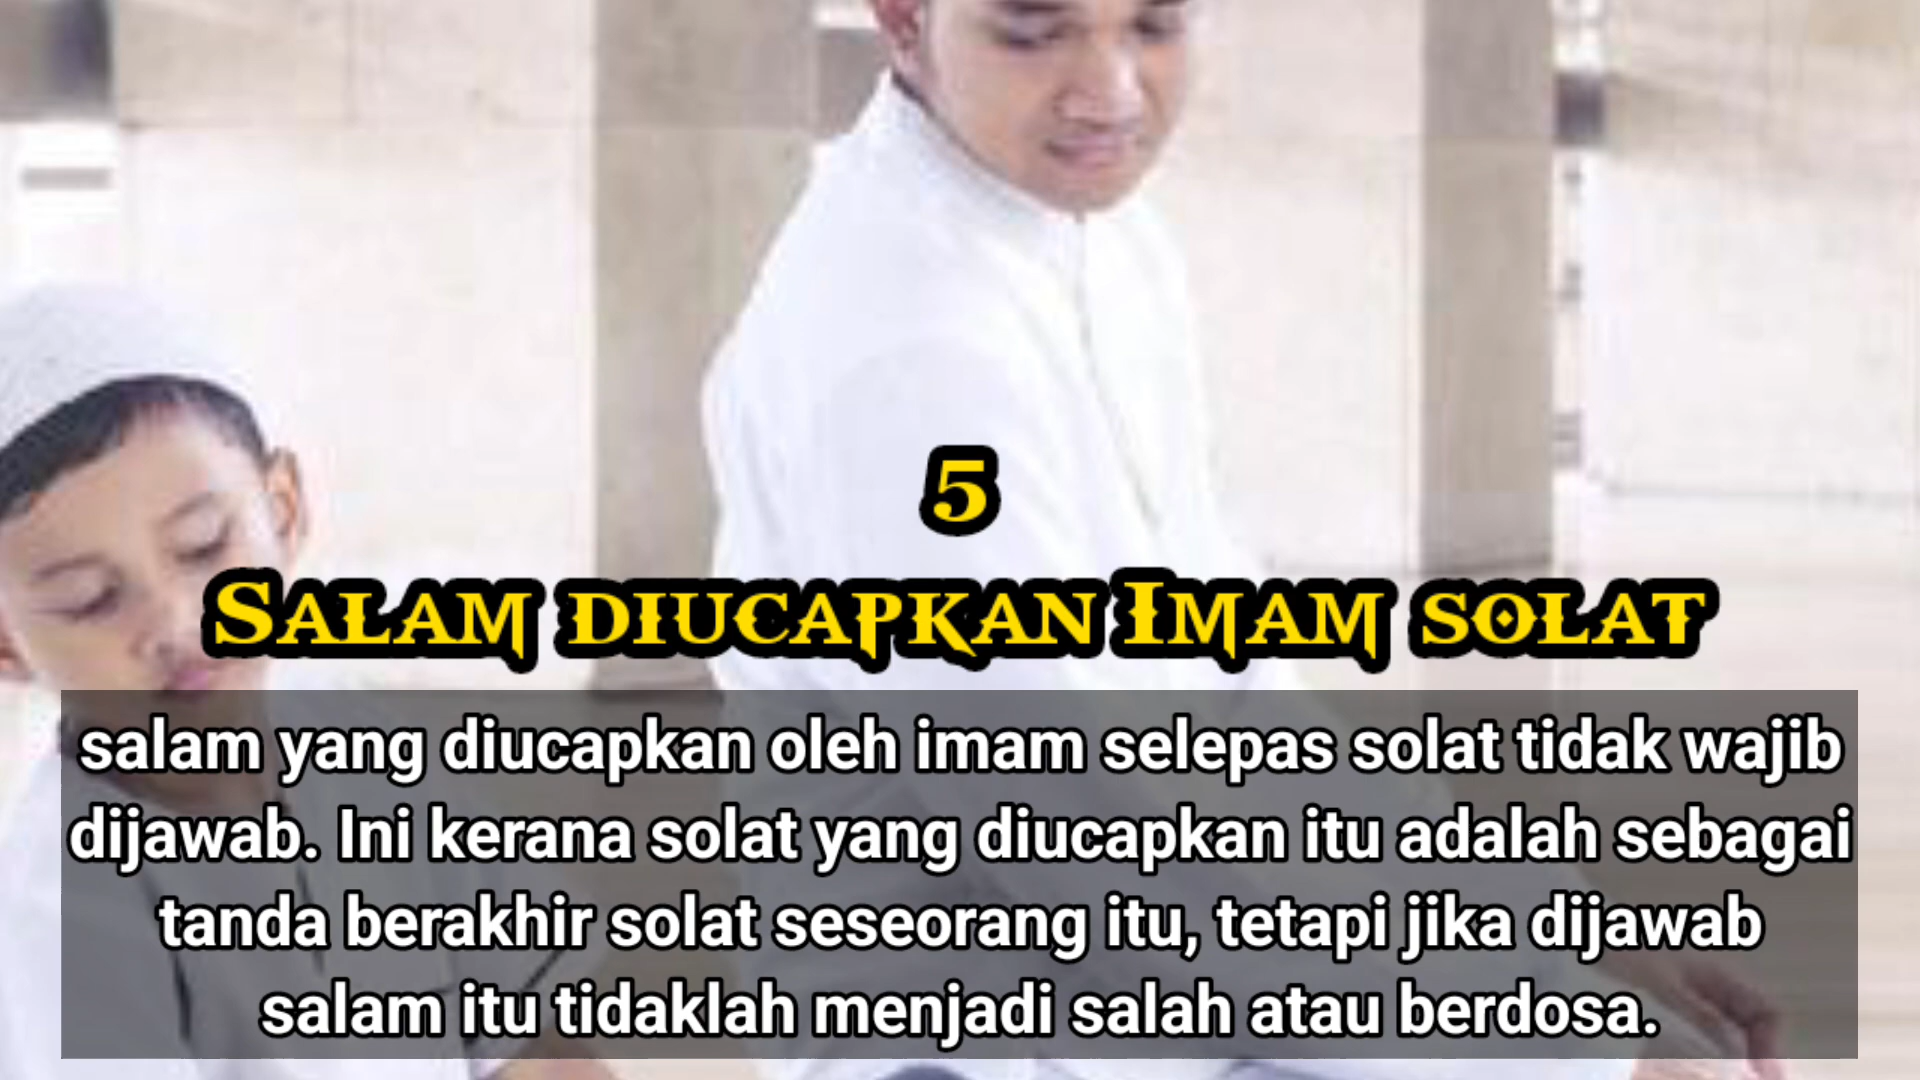 5
Salam diucapkan Imam solat
salam yang diucapkan oleh imam selepas solat tidak wajib
dijawab. Ini kerana solat yang diucapkan itu adalah sebagai
tanda berakhir solat seseorang itu, tetapi jika dijawab
salam itu tidaklah menjadi salah atau berdosa.